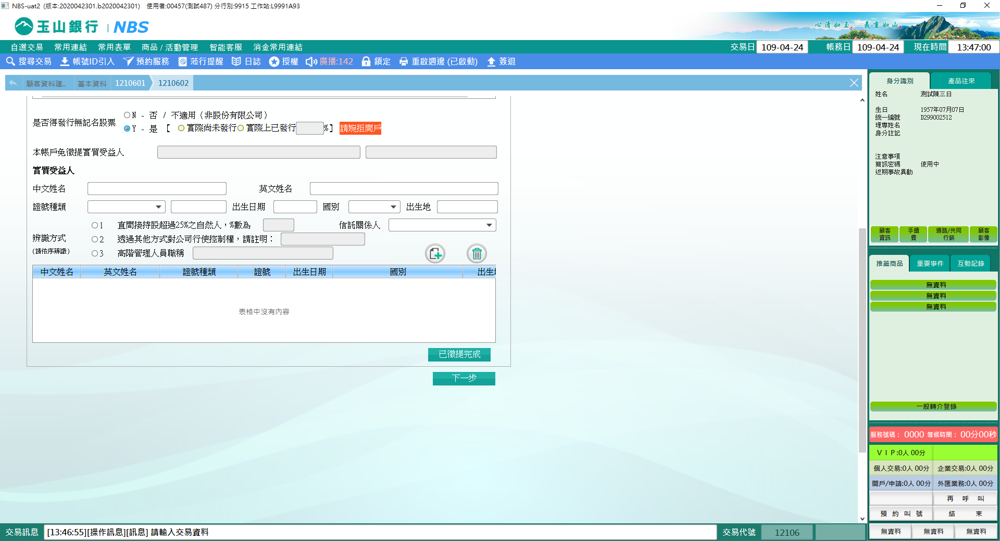 NBS-uat2 (版本:2020042301.b2020042301) 使用者:00457(測試487) 分行別:9915 工作站:L9991A93
玉山銀行 | NBS
心清如玉。 義重如山。
自選交易 常用連結 常用表單 商品 / 活動管理 智能客服 消金常用連結 交易日 109-04-24 帳務日 109-04-24 現在時間 13:47:00
搜尋交易 帳號ID引入 預約服務 蒞行提醒 日誌 授權 廣播:142 鎖定 重啟週邊 (已啟動) 簽退
顧客資料建.. 基本資料 1210601 1210602
是否得發行無記名股票
N - 否 / 不適用（非股份有限公司）
Y - 是 【 實際尚未發行 實際上已發行 %】 請婉拒開戶
本帳戶免徵提實質受益人
實質受益人
中文姓名 英文姓名
證號種類 出生日期 國別 出生地
辨識方式
(請依序辨識)
1 直間接持股超過25%之自然人，%數為 信託關係人
2 透過其他方式對公司行使控制權，請註明：
3 高階管理人員職稱
中文姓名 英文姓名 證號種類 證號 出生日期 國別 出生
表格中沒有內容
已徵提完成
下一步
身分識別 產品往來
姓名 測試陳三日
生日 1957年07月07日
統一編號 D299002512
理專姓名
身分註記
注意事項
簡訊密碼 使用中
近期事故異動
顧客資訊 手續費 通路/共同行銷 顧客影像
推薦商品 重要事件 互動記錄
無資料
無資料
無資料
一般轉介登錄
服務號碼： 0000 等候時間： 00分00秒
ＶＩＰ:0人 00分
個人交易:0人 00分 企業交易:0人 00分
開戶/申請:0人 00分 外匯業務:0人 00分
再 呼 叫
預 約 叫 號 結 束
無資料 無資料 無資料
交易訊息 [13:46:55][操作訊息][訊息] 請輸入交易資料 交易代號 12106